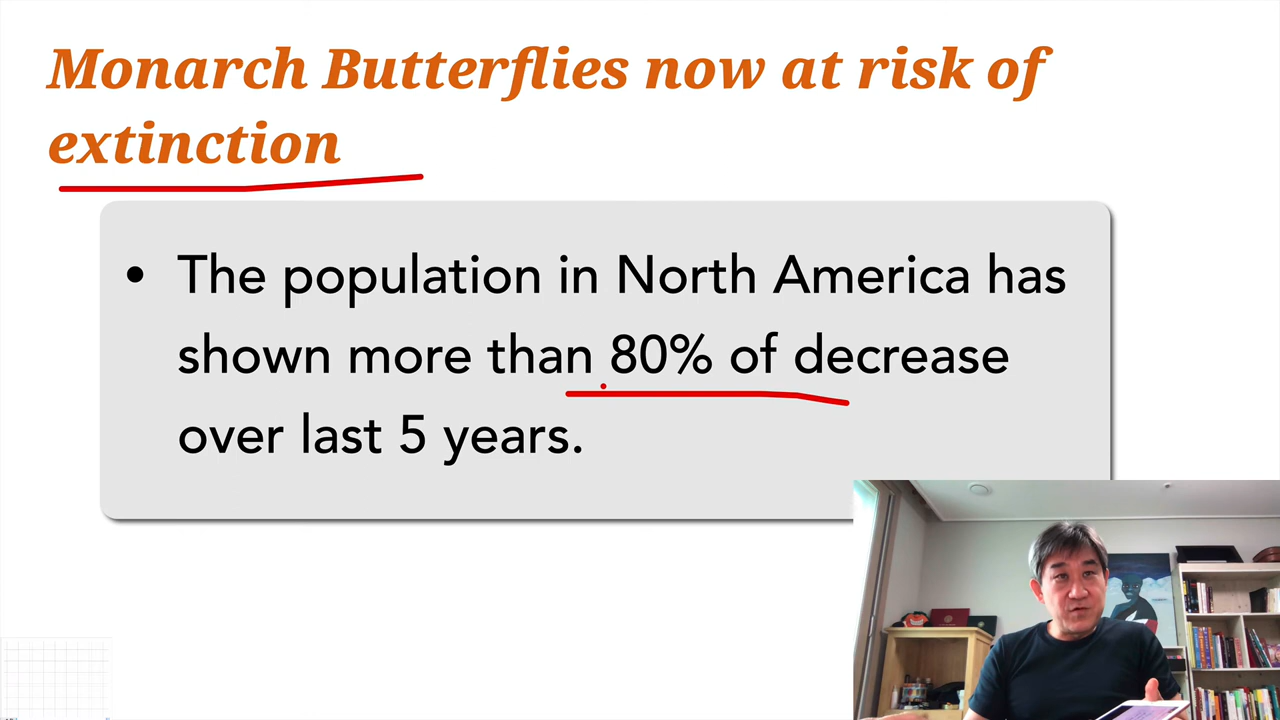 Monarch Butterflies now at risk of
extinction
• The population in North America has
shown more than 80% of decrease
over last 5 years.